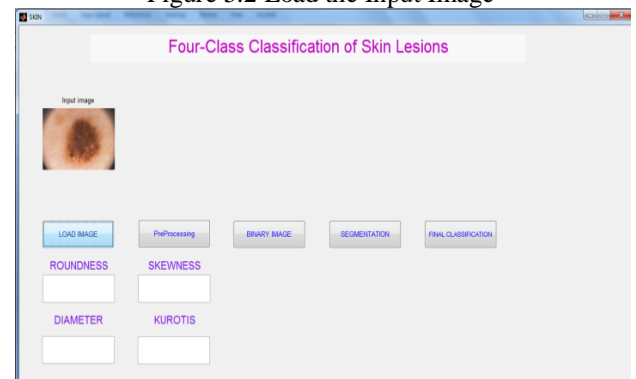 Figure 5.2 Load the Input Image
SKIN
Four-Class Classification of Skin Lesions
Input image
LOAD IMAGE
PreProcessing
BINARY IMAGE
SEGMENTATION
FINAL CLASSIFICATION
ROUNDNESS
SKEWNESS
DIAMETER
KUROTIS